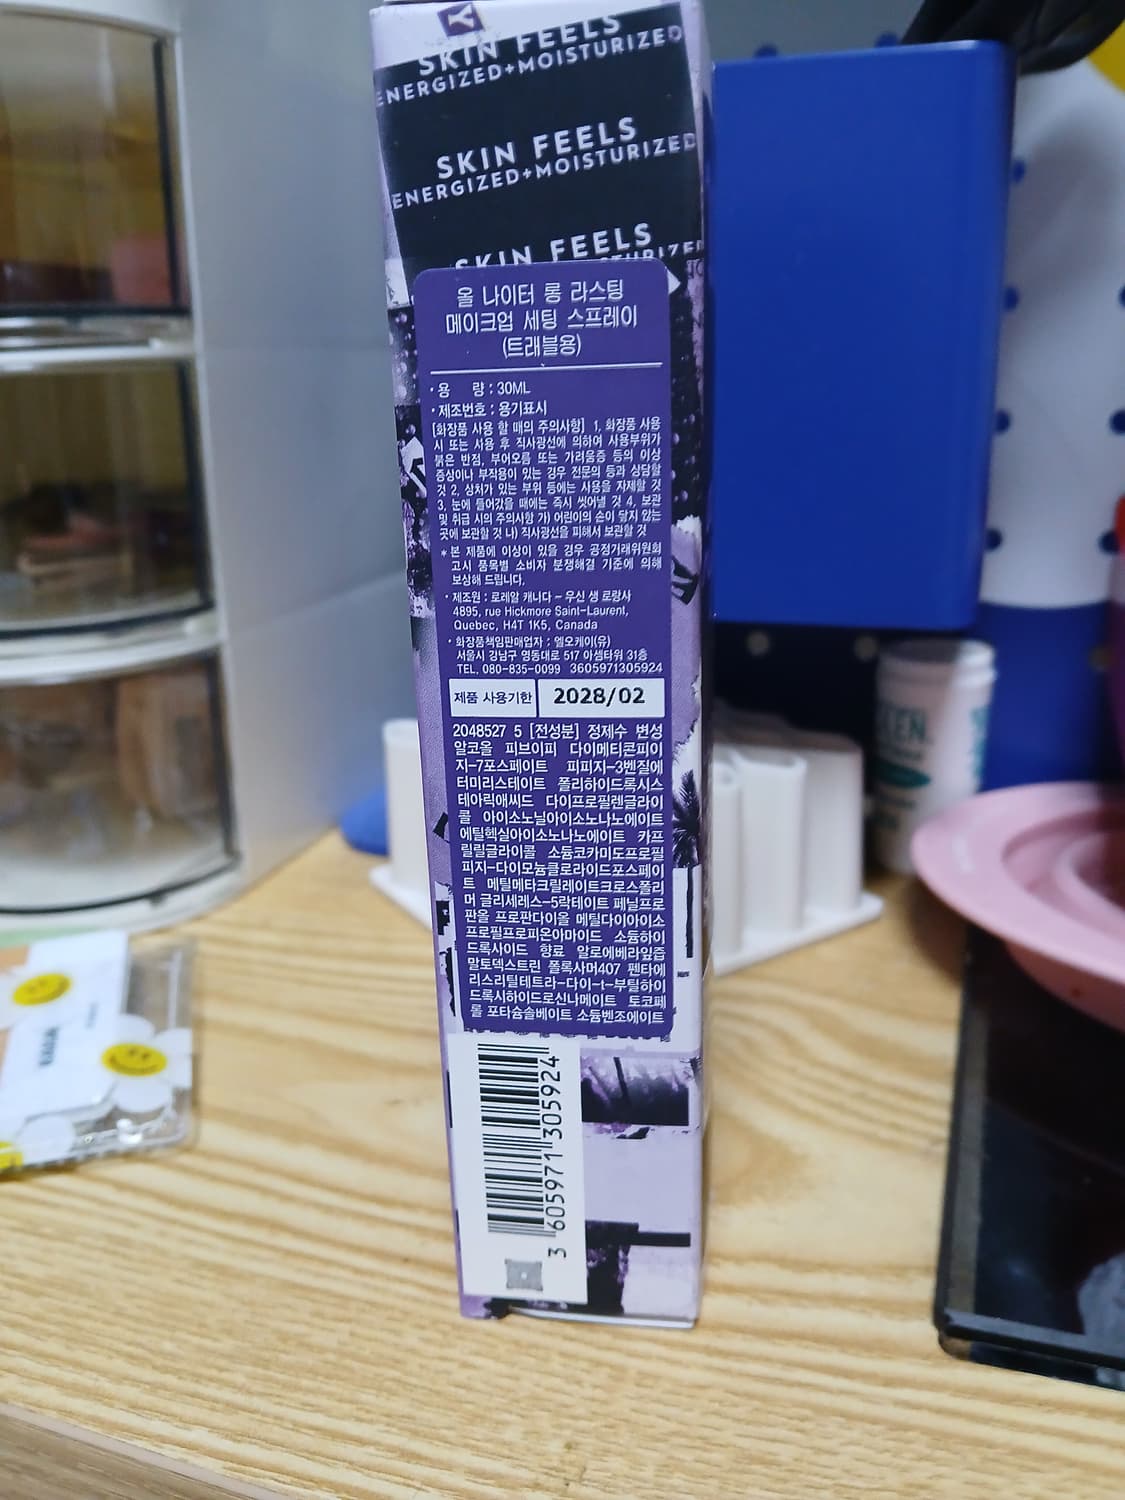 SKIN FEELS
ENERGIZED+MOISTURIZED
SKIN FEELS
ENERGIZED+MOISTURIZED
SKIN FEELS
올 나이터 롱 라스팅
메이크업 세팅 스프레이
(트래블용)
· 용 량 : 30ML
· 제조번호 : 용기표시
[화장품 사용 할 때의 주의사항] 1. 화장품 사용
시 또는 사용 후 직사광선에 의하여 사용부위가
붉은 반점, 부어오름 또는 가려움증 등의 이상
증상이나 부작용이 있는 경우 전문의 등과 상담할
것 2. 상처가 있는 부위 등에는 사용을 자제할 것
3. 눈에 들어갔을 때에는 즉시 씻어낼 것 4. 보관
및 취급 시의 주의사항 가) 어린이의 손이 닿지 않는
곳에 보관할 것 나) 직사광선을 피해서 보관할 것
* 본 제품에 이상이 있을 경우 공정거래위원회
고시 품목별 소비자 분쟁해결 기준에 의해
보상해 드립니다.
· 제조원 : 로레알 캐나다 – 우신 생 로랑사
4895, rue Hickmore Saint-Laurent,
Quebec, H4T 1K5, Canada
· 화장품책임판매업자 : 엘오케이(유)
서울시 강남구 영동대로 517 아셈타워 31층
TEL. 080-835-0099 3605971305924
제품 사용기한 2028/02
2048527 5 [전성분] 정제수 변성
알코올 피브이피 다이메티콘피이
지-7포스페이트 피피지-3벤질에
터미리스테이트 폴리하이드록시스
테아릭애씨드 다이프로필렌글라이
콜 아이소노닐아이소노나노에이트
에틸헥실아이소노나노에이트 카프
릴릴글라이콜 소듐코카미도프로필
피지-다이모늄클로라이드포스페이
트 메틸메타크릴레이트크로스폴리
머 글리세레스-5락테이트 페닐프로
판올 프로판다이올 메틸다이아이소
프로필프로피온아마이드 소듐하이
드록사이드 향료 알로에베라잎즙
말토덱스트린 폴록사머407 펜타에
리스리틸테트라-다이-t-부틸하이
드록시하이드로신나메이트 토코페
롤 포타슘솔베이트 소듐벤조에이트
3 605971 305924